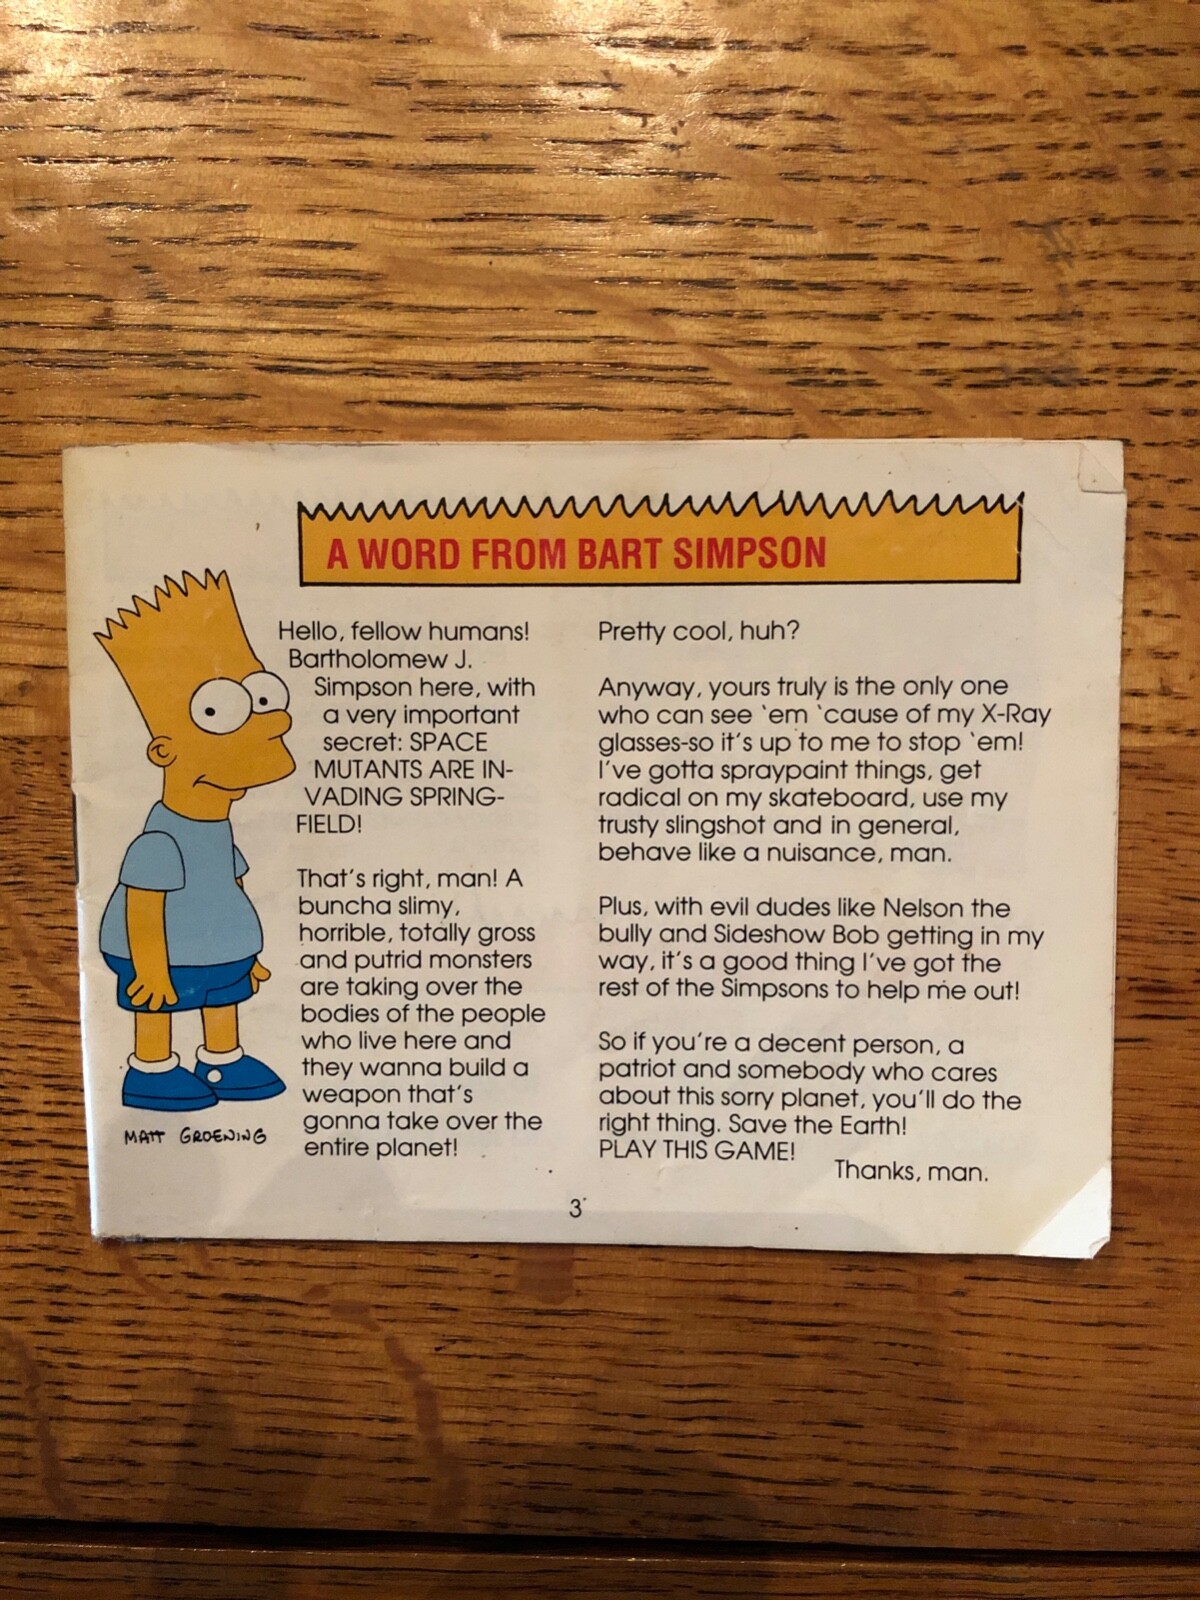 A WORD FROM BART SIMPSON
Hello, fellow humans!
Bartholomew J.
Simpson here, with
a very important
secret: SPACE
MUTANTS ARE IN-
VADING SPRING-
FIELD!
That's right, man! A
buncha slimy,
horrible, totally gross
and putrid monsters
are taking over the
bodies of the people
who live here and
they wanna build a
weapon that's
gonna take over the
entire planet!
MATT GROENING
Pretty cool, huh?
Anyway, yours truly is the only one
who can see 'em 'cause of my X-Ray
glasses-so it's up to me to stop 'em!
I've gotta spraypaint things, get
radical on my skateboard, use my
trusty slingshot and in general,
behave like a nuisance, man.
Plus, with evil dudes like Nelson the
bully and Sideshow Bob getting in my
way, it's a good thing I've got the
rest of the Simpsons to help me out!
So if you're a decent person, a
patriot and somebody who cares
about this sorry planet, you'll do the
right thing. Save the Earth!
PLAY THIS GAME!
Thanks, man.
3